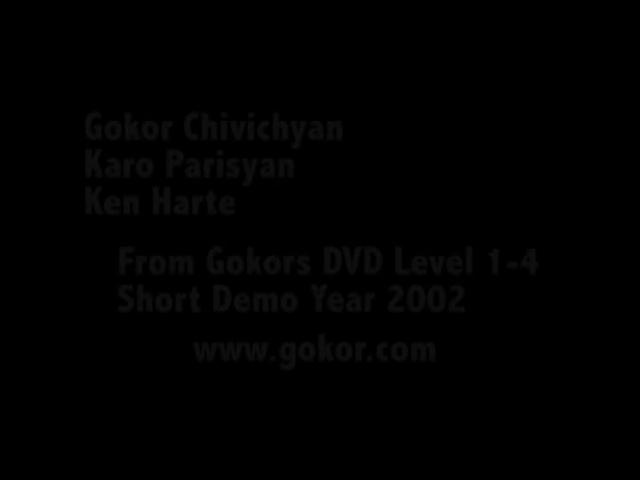 Gokor Chivichyan
Karo Parisyan
Ken Harte
From Gokors DVD Level 1-4
Short Demo Year 2002
www.gokor.com